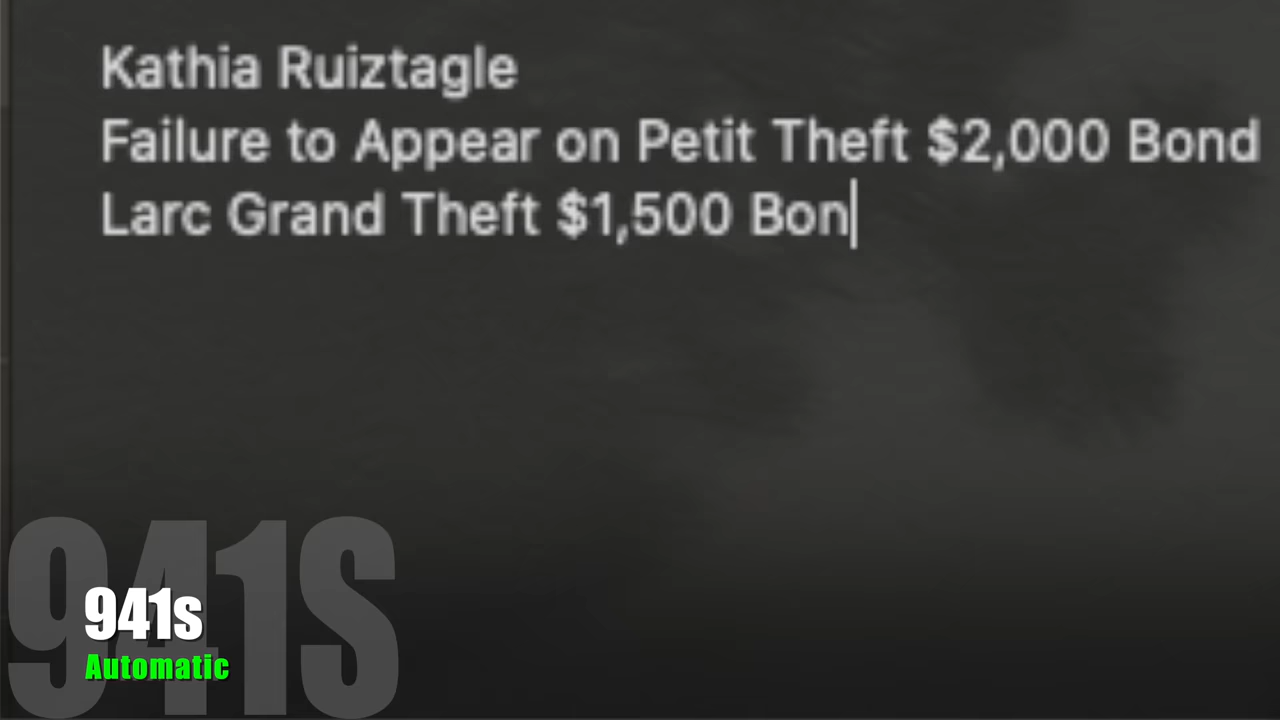 Kathia Ruiztagle
Failure to Appear on Petit Theft $2,000 Bond
Larc Grand Theft $1,500 Bon
941S
941s
Automatic